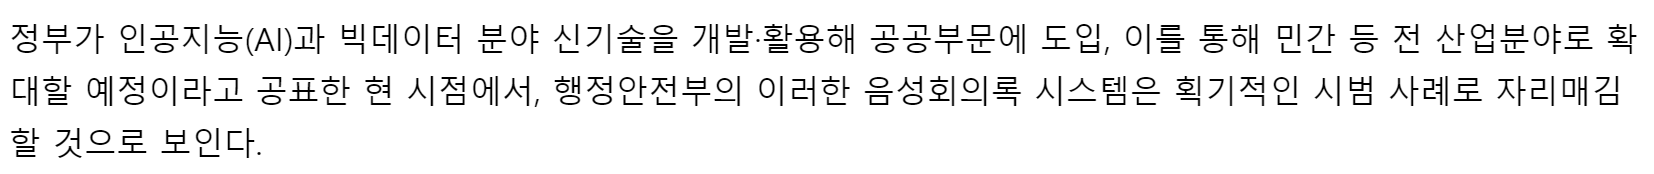 정부가 인공지능(AI)과 빅데이터 분야 신기술을 개발·활용해 공공부문에 도입, 이를 통해 민간 등 전 산업분야로 확
대할 예정이라고 공표한 현 시점에서, 행정안전부의 이러한 음성회의록 시스템은 획기적인 시범 사례로 자리매김
할 것으로 보인다.